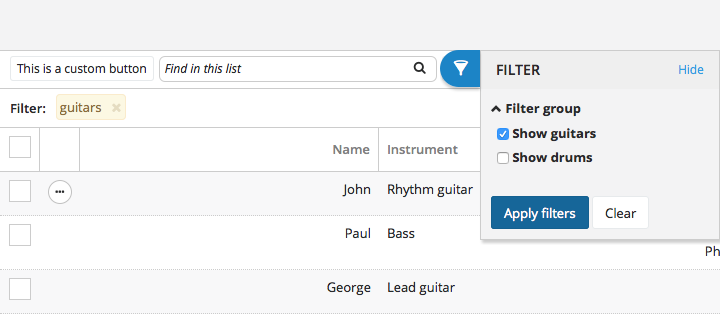 This is a custom button
Find in this list
FILTER
Hide
Filter: guitars ×
Filter group
Show guitars
Show drums
Apply filters
Clear
Name Instrument
John Rhythm guitar
Paul Bass
Ph
George Lead guitar